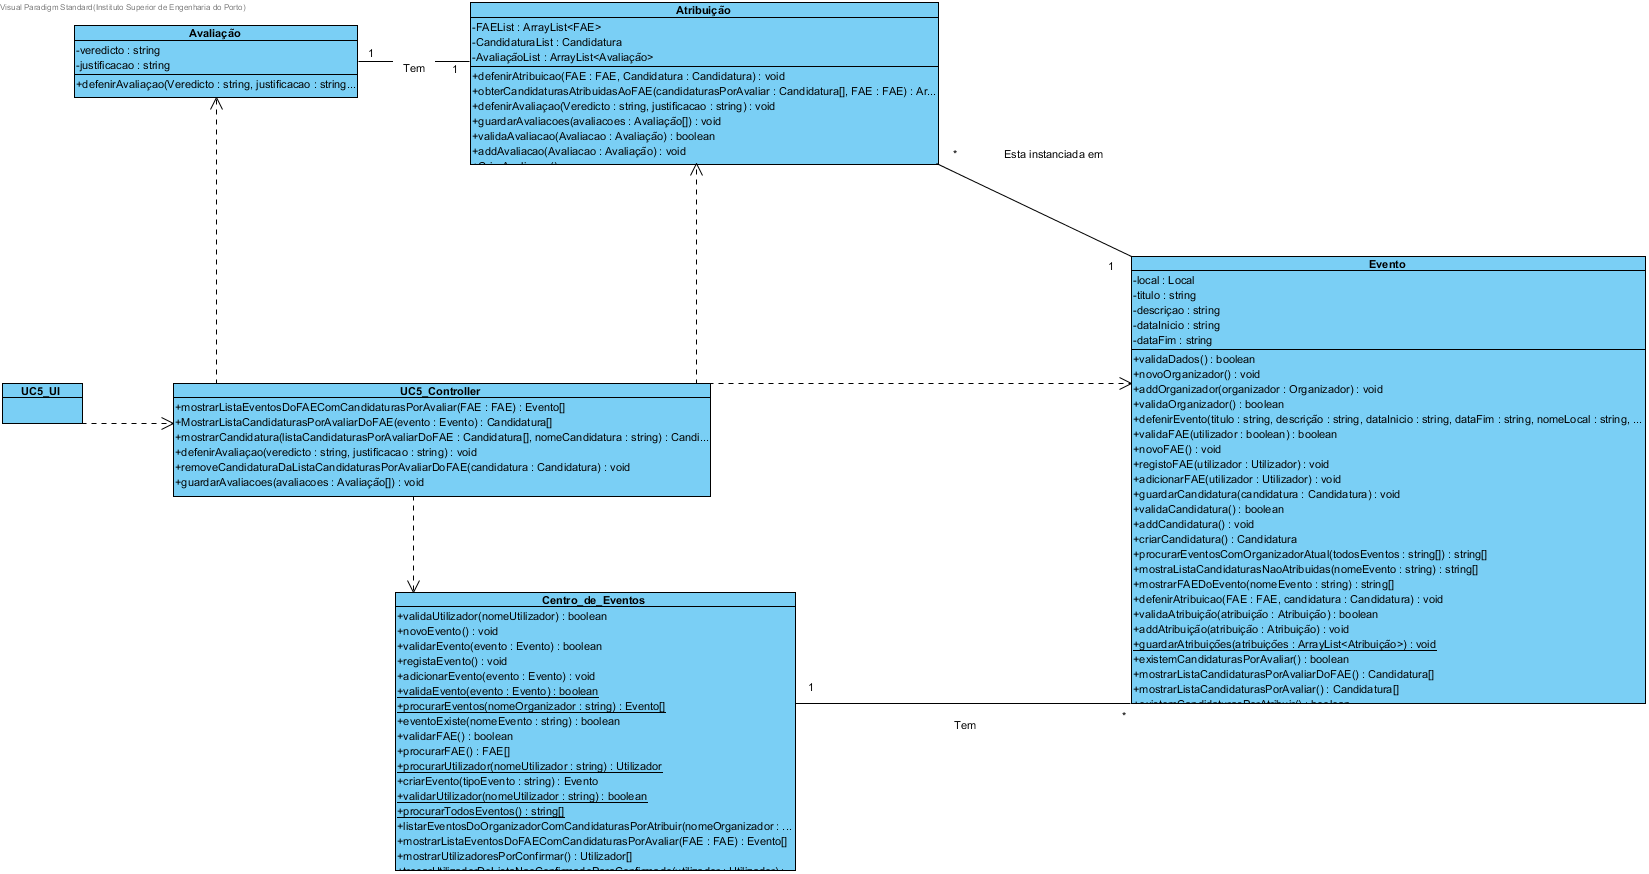 Visual Paradigm Standard(Instituto Superior de Engenharia do Porto)
Avaliação
-veredicto : string
-justificacao : string
+defenirAvaliaçao(Veredicto : string, justificacao : string...
1
Tem
1
Atribuição
-FAEList : ArrayList<FAE>
-CandidaturaList : Candidatura
-AvaliaçãoList : ArrayList<Avaliação>
+defenirAtribuicao(FAE : FAE, Candidatura : Candidatura) : void
+obterCandidaturasAtribuidasAoFAE(candidaturasPorAvaliar : Candidatura[], FAE : FAE) : Ar...
+defenirAvaliaçao(Veredicto : string, justificacao : string) : void
+guardarAvaliacoes(avaliacoes : Avaliação[]) : void
+validaAvaliacao(Avaliacao : Avaliação) : boolean
+addAvaliacao(Avaliacao : Avaliação) : void
*
Esta instanciada em
1
Evento
-local : Local
-titulo : string
-descriçao : string
-dataInicio : string
-dataFim : string
+validaDados() : boolean
+novoOrganizador() : void
+addOrganizador(organizador : Organizador) : void
+validaOrganizador() : boolean
+defenirEvento(titulo : string, descrição : string, dataInicio : string, dataFim : string, nomeLocal : string, ...
+validaFAE(utilizador : boolean) : boolean
+novoFAE() : void
+registoFAE(utilizador : Utilizador) : void
+adicionarFAE(utilizador : Utilizador) : void
+guardarCandidatura(candidatura : Candidatura) : void
+validaCandidatura() : boolean
+addCandidatura() : void
+criarCandidatura() : Candidatura
+procurarEventosComOrganizadorAtual(todosEventos : string[]) : string[]
+mostraListaCandidaturasNaoAtribuidas(nomeEvento : string) : string[]
+mostrarFAEDoEvento(nomeEvento : string) : string[]
+defenirAtribuicao(FAE : FAE, candidatura : Candidatura) : void
+validaAtribuição(atribuição : Atribuição) : boolean
+addAtribuição(atribuição : Atribuição) : void
+guardarAtribuições(atribuições : ArrayList<Atribuição>) : void
+existemCandidaturasPorAvaliar() : boolean
+mostrarListaCandidaturasPorAvaliarDoFAE() : Candidatura[]
+mostrarListaCandidaturasPorAvaliar() : Candidatura[]
+existemCandidaturasPorAtribuir() : boolean
UC5_UI
UC5_Controller
+mostrarListaEventosDoFAEComCandidaturasPorAvaliar(FAE : FAE) : Evento[]
+MostrarListaCandidaturasPorAvaliarDoFAE(evento : Evento) : Candidatura[]
+mostrarCandidatura(listaCandidaturasPorAvaliarDoFAE : Candidatura[], nomeCandidatura : string) : Candi...
+defenirAvaliaçao(veredicto : string, justificacao : string) : void
+removeCandidaturaDaListaCandidaturasPorAvaliarDoFAE(candidatura : Candidatura) : void
+guardarAvaliacoes(avaliacoes : Avaliação[]) : void
Centro_de_Eventos
+validaUtilizador(nomeUtilizador) : boolean
+novoEvento() : void
+validarEvento(evento : Evento) : boolean
+registaEvento() : void
+adicionarEvento(evento : Evento) : void
+validaEvento(evento : Evento) : boolean
+procurarEventos(nomeOrganizador : string) : Evento[]
+eventoExiste(nomeEvento : string) : boolean
+validarFAE() : boolean
+procurarFAE() : FAE[]
+procurarUtilizador(nomeUtilizador : string) : Utilizador
+criarEvento(tipoEvento : string) : Evento
+validarUtilizador(nomeUtilizador : string) : boolean
+procurarTodosEventos() : string[]
+listarEventosDoOrganizadorComCandidaturasPorAtribuir(nomeOrganizador : ...
+mostrarListaEventosDoFAEComCandidaturasPorAvaliar(FAE : FAE) : Evento[]
+mostrarUtilizadoresPorConfirmar() : Utilizador[]
1
Tem
*